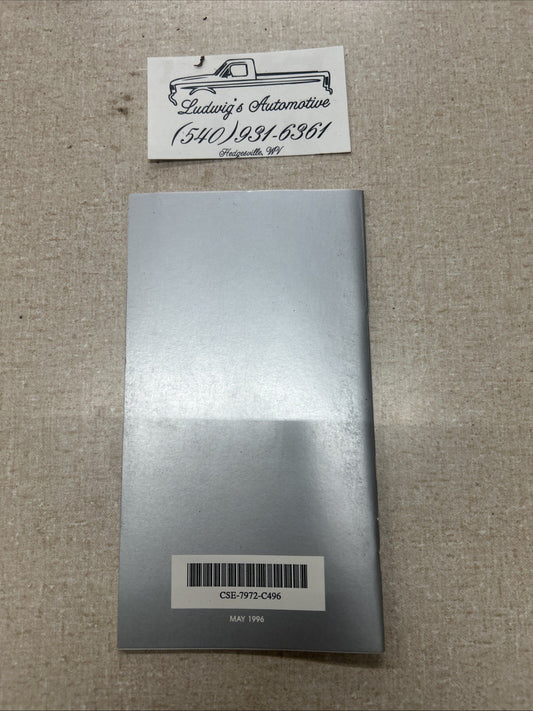 Ludwig's Automotive
(540)931-6361
Hedgesville, WV
CSE-7972-C496
MAY 1996